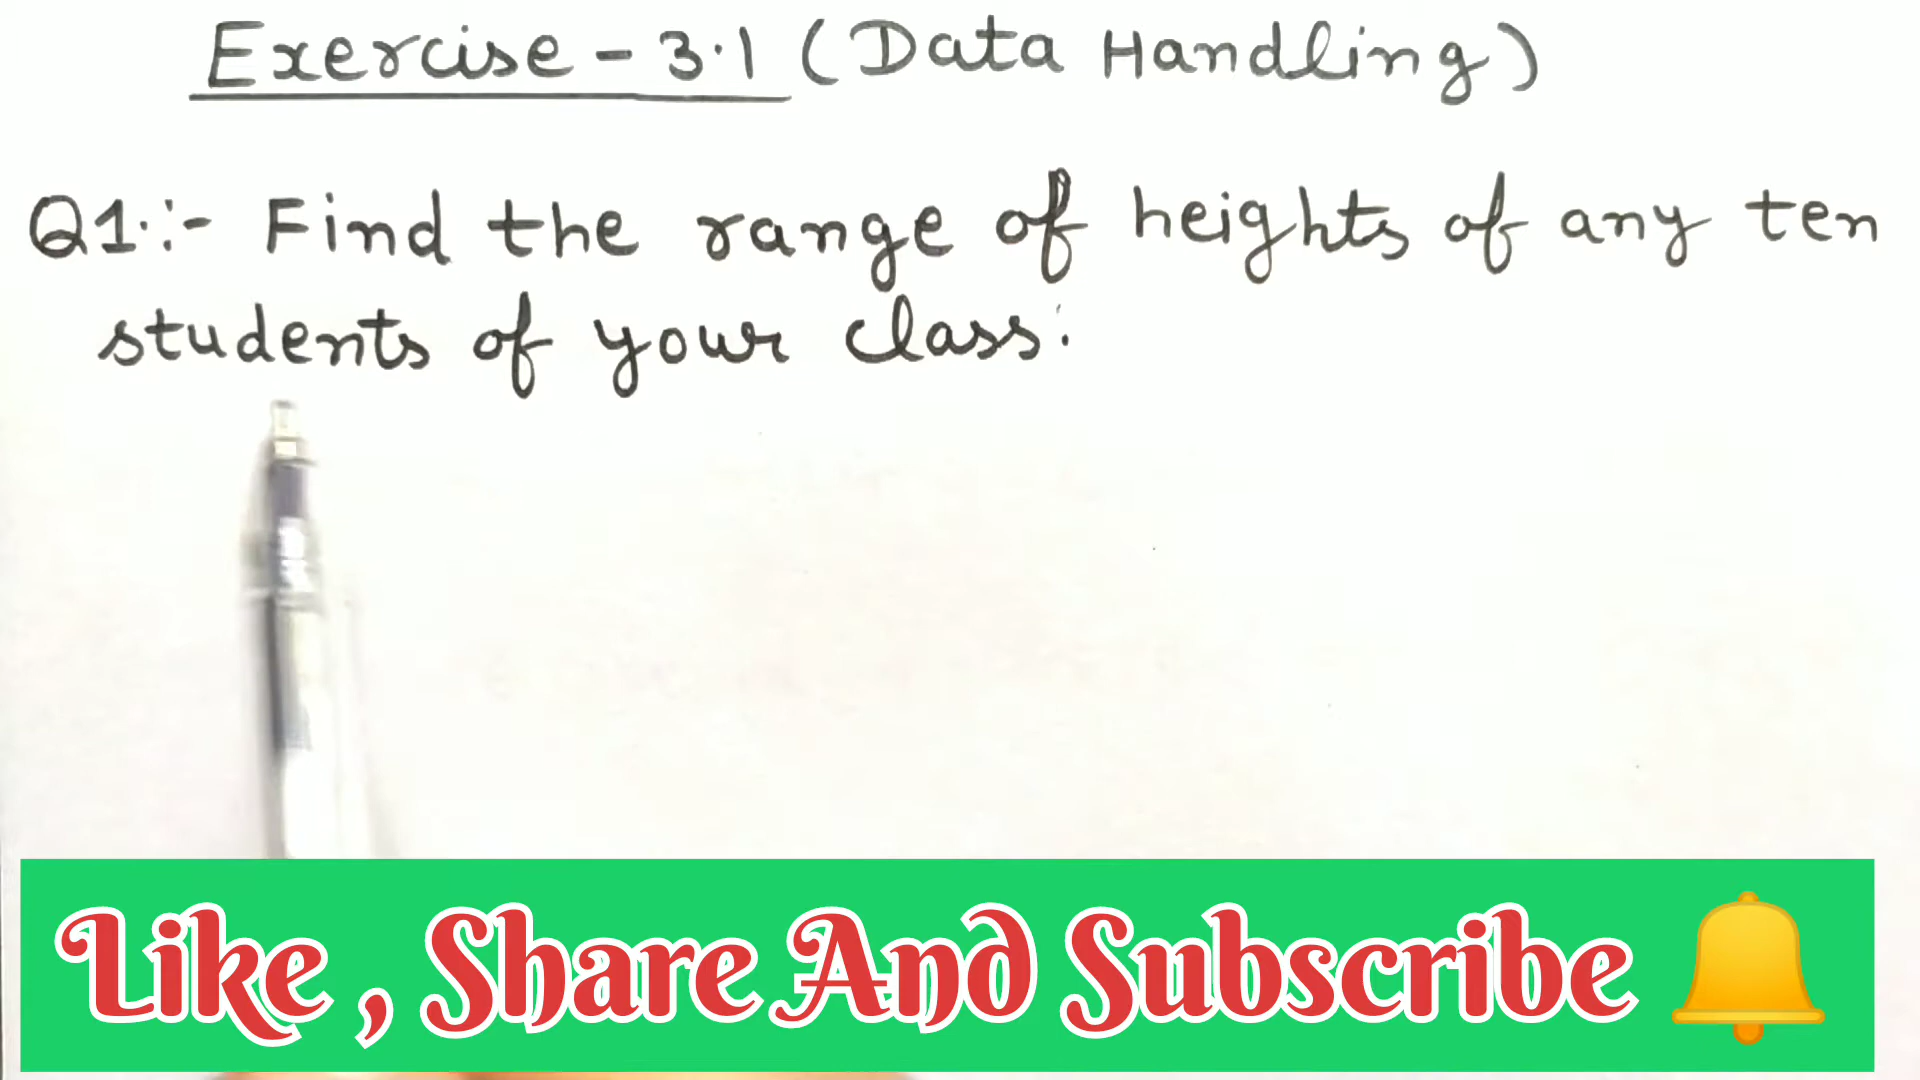 Exercise - 3.1 (Data Handling)
Q1.:- Find the range of heights of any ten
students of your class.
Like , Share And Subscribe